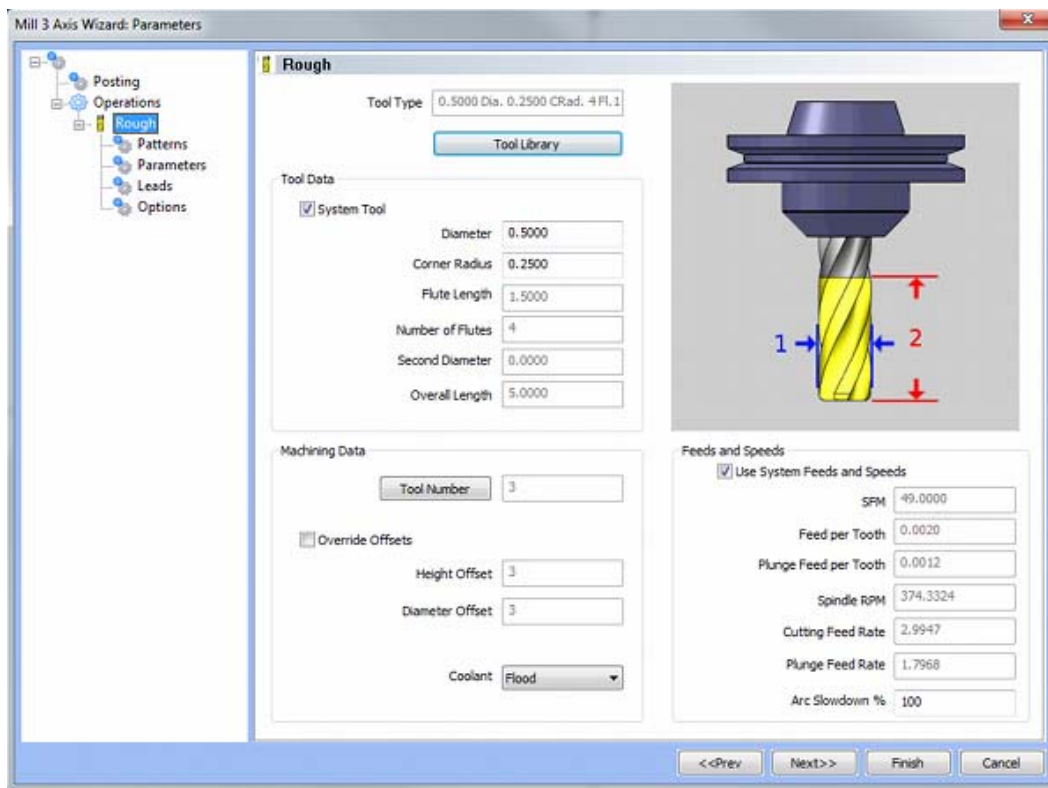 Mill 3 Axis Wizard: Parameters
Posting
Operations
Rough
Patterns
Parameters
Leads
Options
Rough
Tool Type 0.5000 Dia. 0.2500 CRad. 4 Fl.1
Tool Library
Tool Data
System Tool
Diameter 0.5000
Corner Radius 0.2500
Flute Length 1.5000
Number of Flutes 4
Second Diameter 0.0000
Overall Length 5.0000
1 2
Machining Data
Tool Number 3
Override Offsets
Height Offset 3
Diameter Offset 3
Coolant Flood
Feeds and Speeds
Use System Feeds and Speeds
SFM 49.0000
Feed per Tooth 0.0020
Plunge Feed per Tooth 0.0012
Spindle RPM 374.3324
Cutting Feed Rate 2.9947
Plunge Feed Rate 1.7968
Arc Slowdown % 100
<<Prev Next>> Finish Cancel